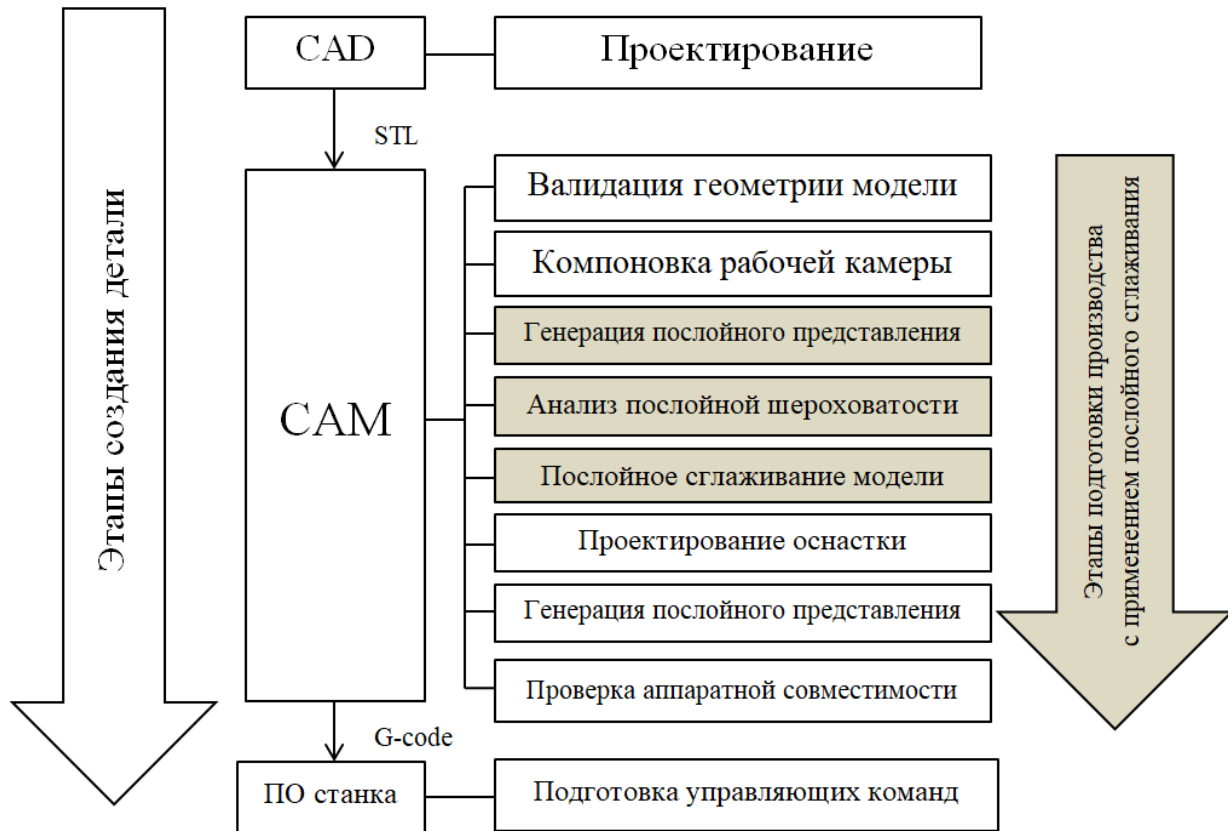 Этапы создания детали
CAD
Проектирование
STL
CAM
Валидация геометрии модели
Компоновка рабочей камеры
Генерация послойного представления
Анализ послойной шероховатости
Послойное сглаживание модели
Проектирование оснастки
Генерация послойного представления
Проверка аппаратной совместимости
G-code
ПО станка
Подготовка управляющих команд
Этапы подготовки производства
с применением послойного сглаживания